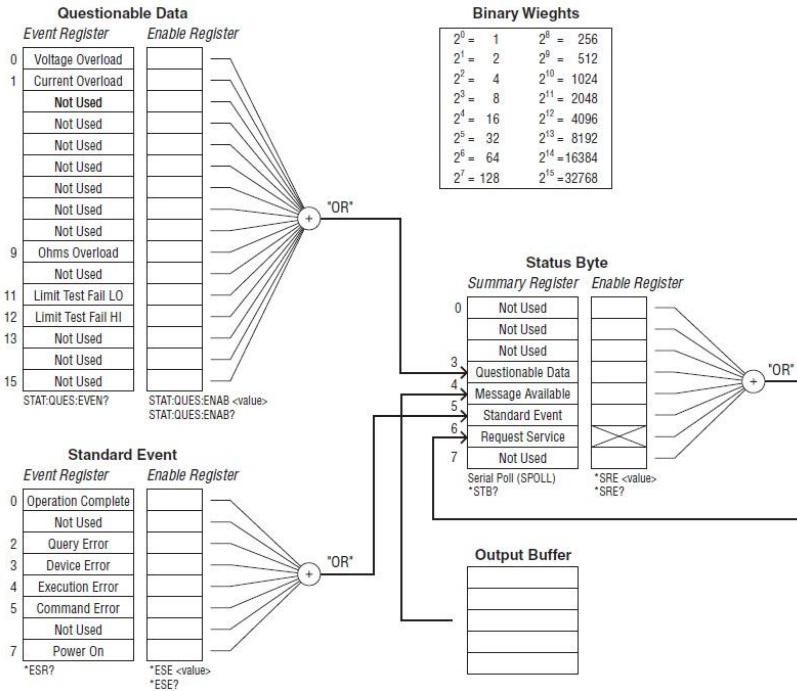 Questionable Data
Event Register Enable Register
0 Voltage Overload
1 Current Overload
Not Used
Not Used
Not Used
Not Used
Not Used
Not Used
Not Used
9 Ohms Overload
Not Used
11 Limit Test Fail LO
12 Limit Test Fail HI
13 Not Used
Not Used
15 Not Used
STAT:QUES:EVEN? STAT:QUES:ENAB <value>
STAT:QUES:ENAB?
+
"OR"
Binary Wieghts
2⁰ = 1 2⁸ = 256
2¹ = 2 2⁹ = 512
2² = 4 2¹⁰ = 1024
2³ = 8 2¹¹ = 2048
2⁴ = 16 2¹² = 4096
2⁵ = 32 2¹³ = 8192
2⁶ = 64 2¹⁴ =16384
2⁷ = 128 2¹⁵ =32768
Status Byte
Summary Register Enable Register
0 Not Used
Not Used
Not Used
3 Questionable Data
4 Message Available
5 Standard Event
6 Request Service
7 Not Used
Serial Poll (SPOLL) *SRE <value>
*STB? *SRE?
+
"OR"
Standard Event
Event Register Enable Register
0 Operation Complete
Not Used
2 Query Error
3 Device Error
4 Execution Error
5 Command Error
Not Used
7 Power On
*ESR? *ESE <value>
*ESE?
+
"OR"
Output Buffer